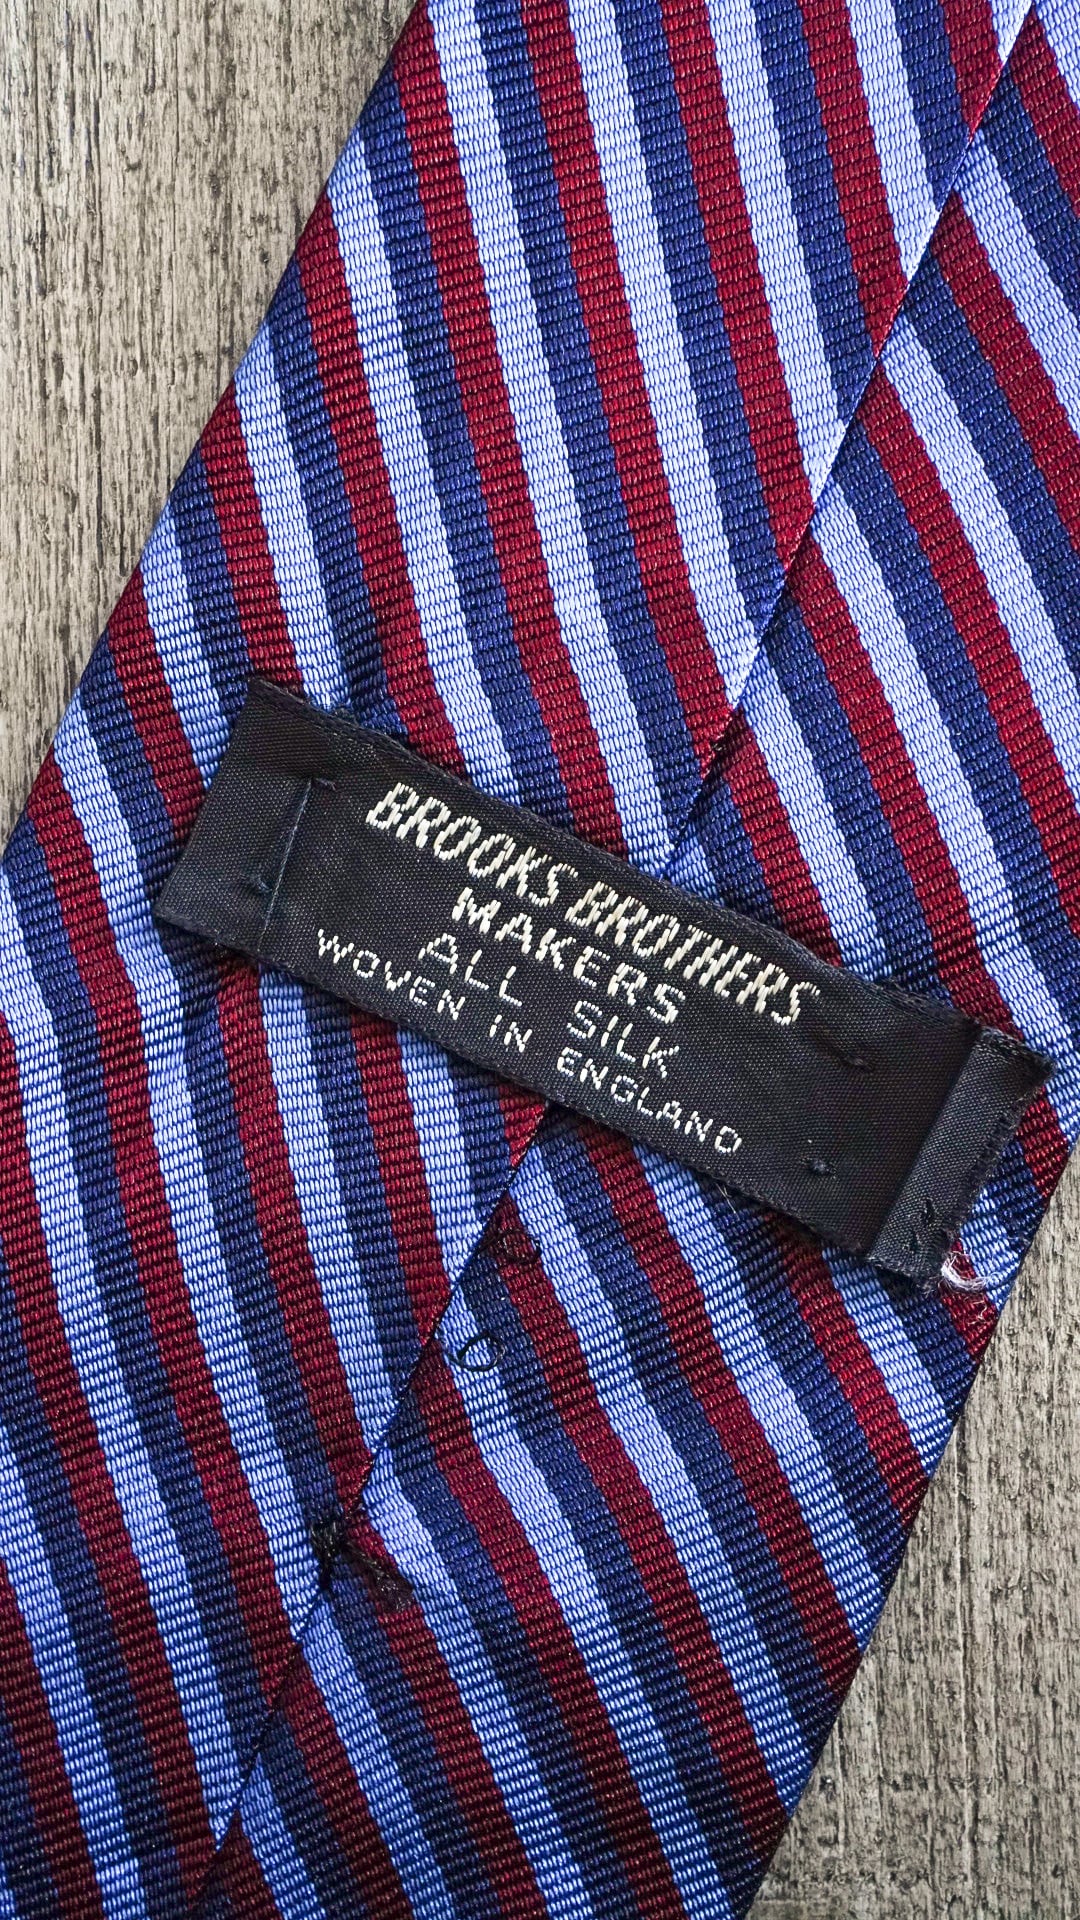 BROOKS BROTHERS
MAKERS
ALL SILK
WOVEN IN ENGLAND